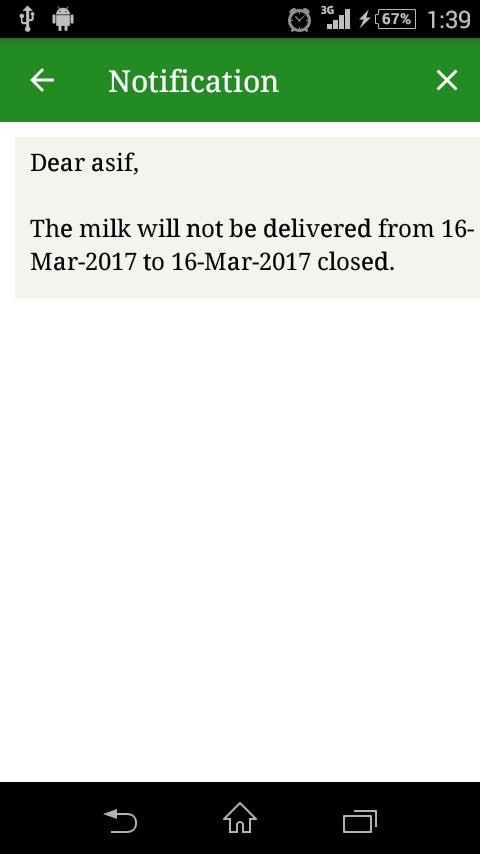 3G 67% 1:39
Notification
Dear asif,
The milk will not be delivered from 16-
Mar-2017 to 16-Mar-2017 closed.